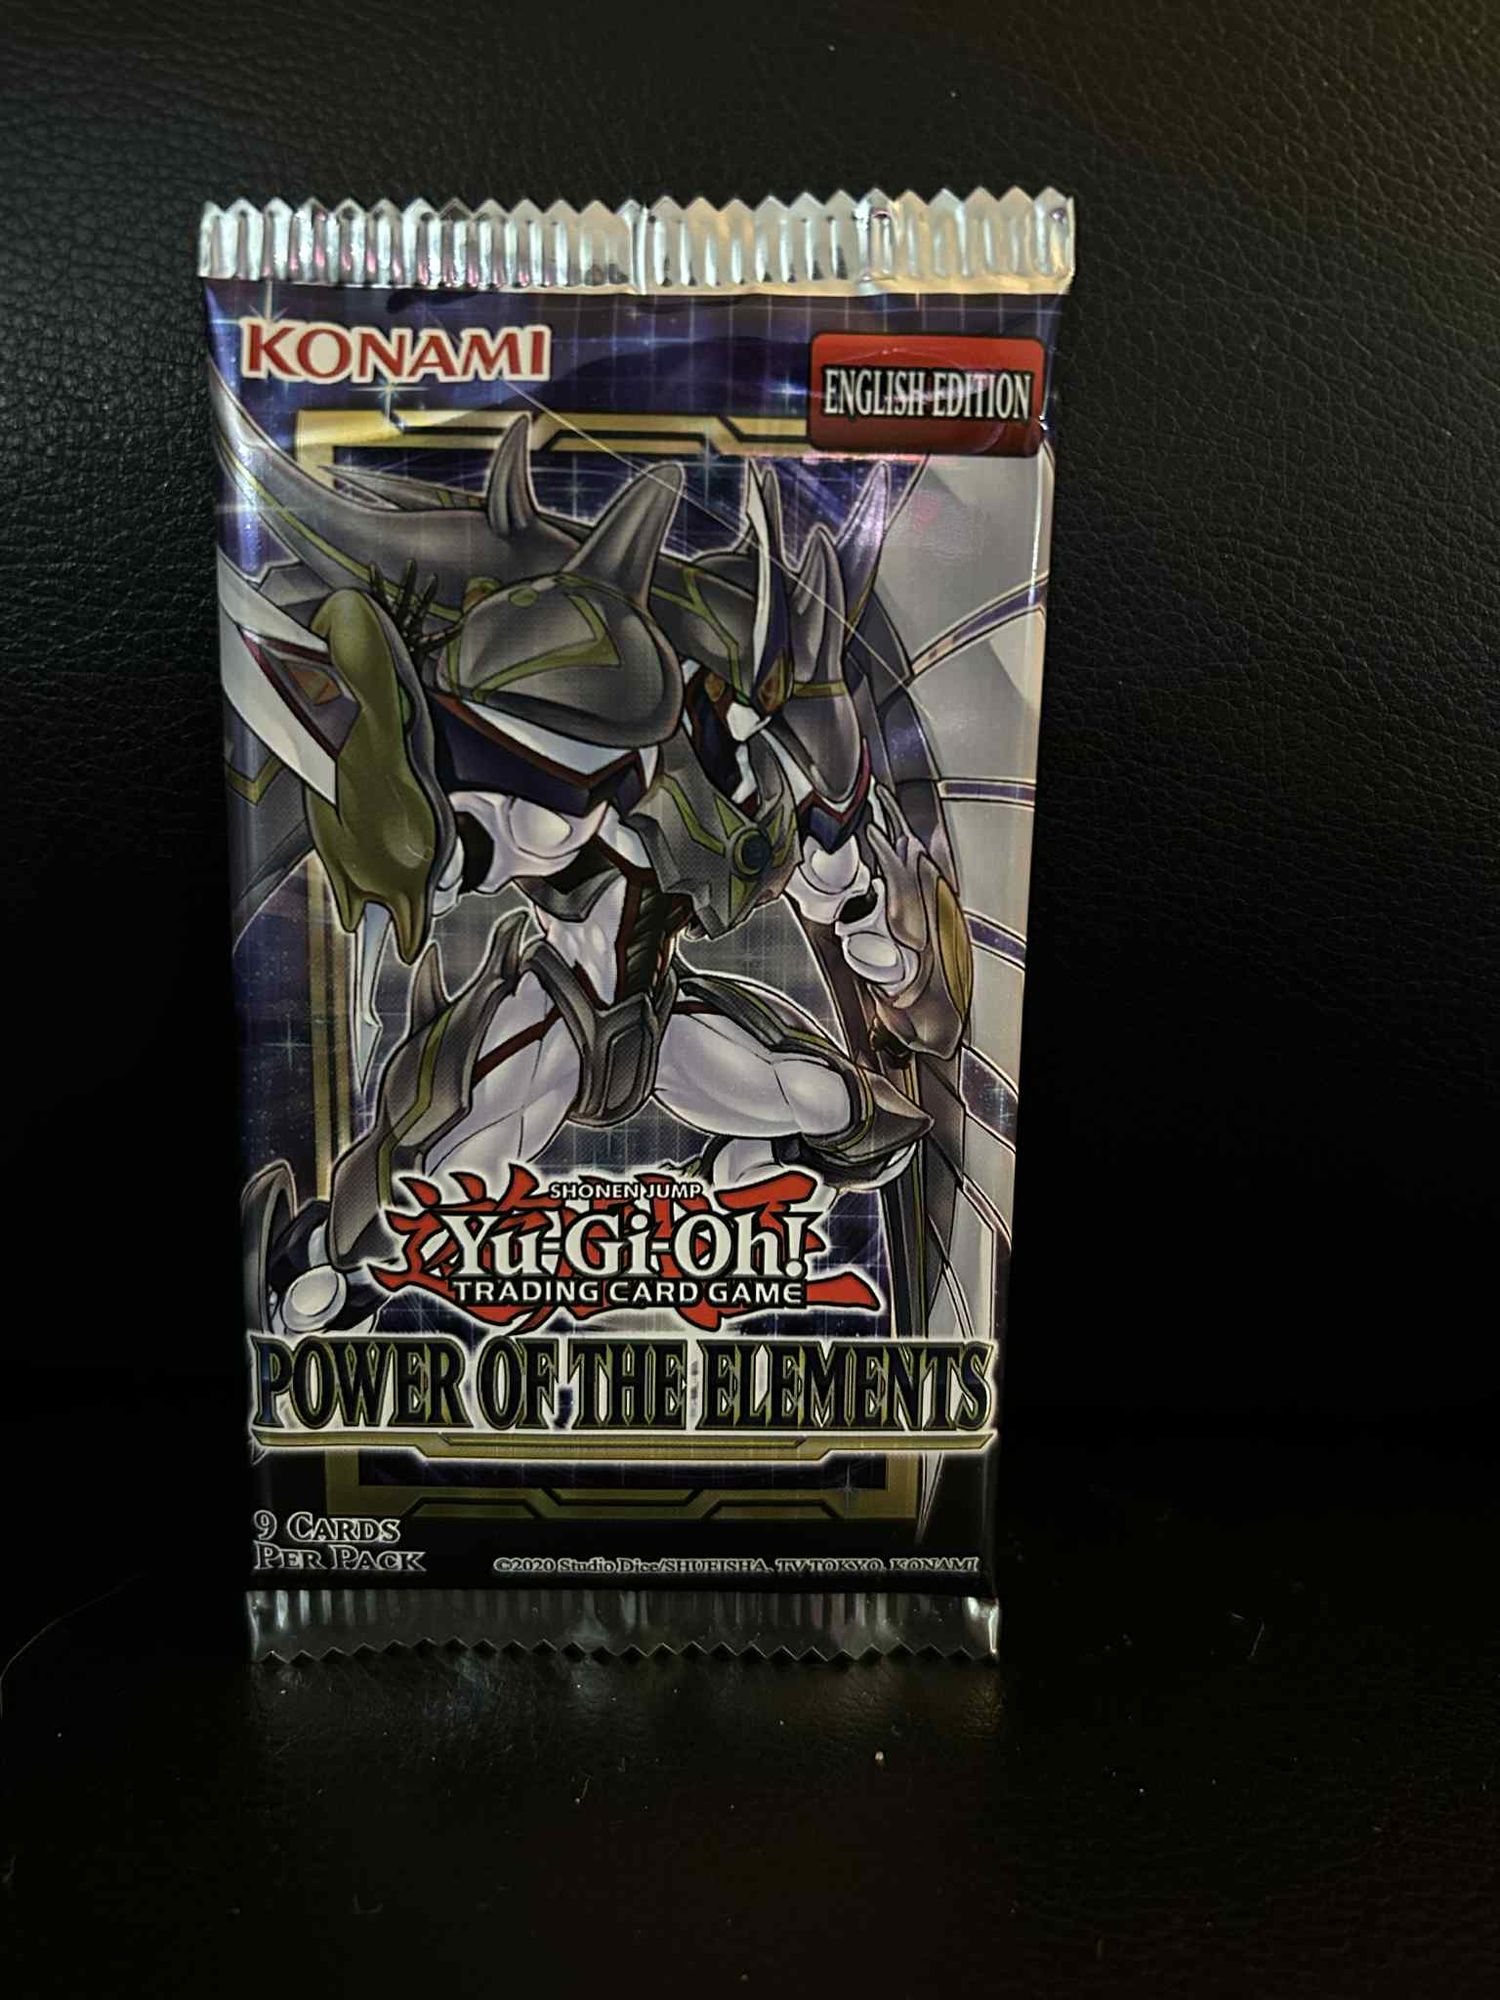 KONAMI
ENGLISH EDITION
SHONEN JUMP
Yu-Gi-Oh!
TRADING CARD GAME
POWER OF THE ELEMENTS
9 CARDS
PER PACK
©2020 Studio Dice/SHUEISHA, TV TOKYO, KONAMI